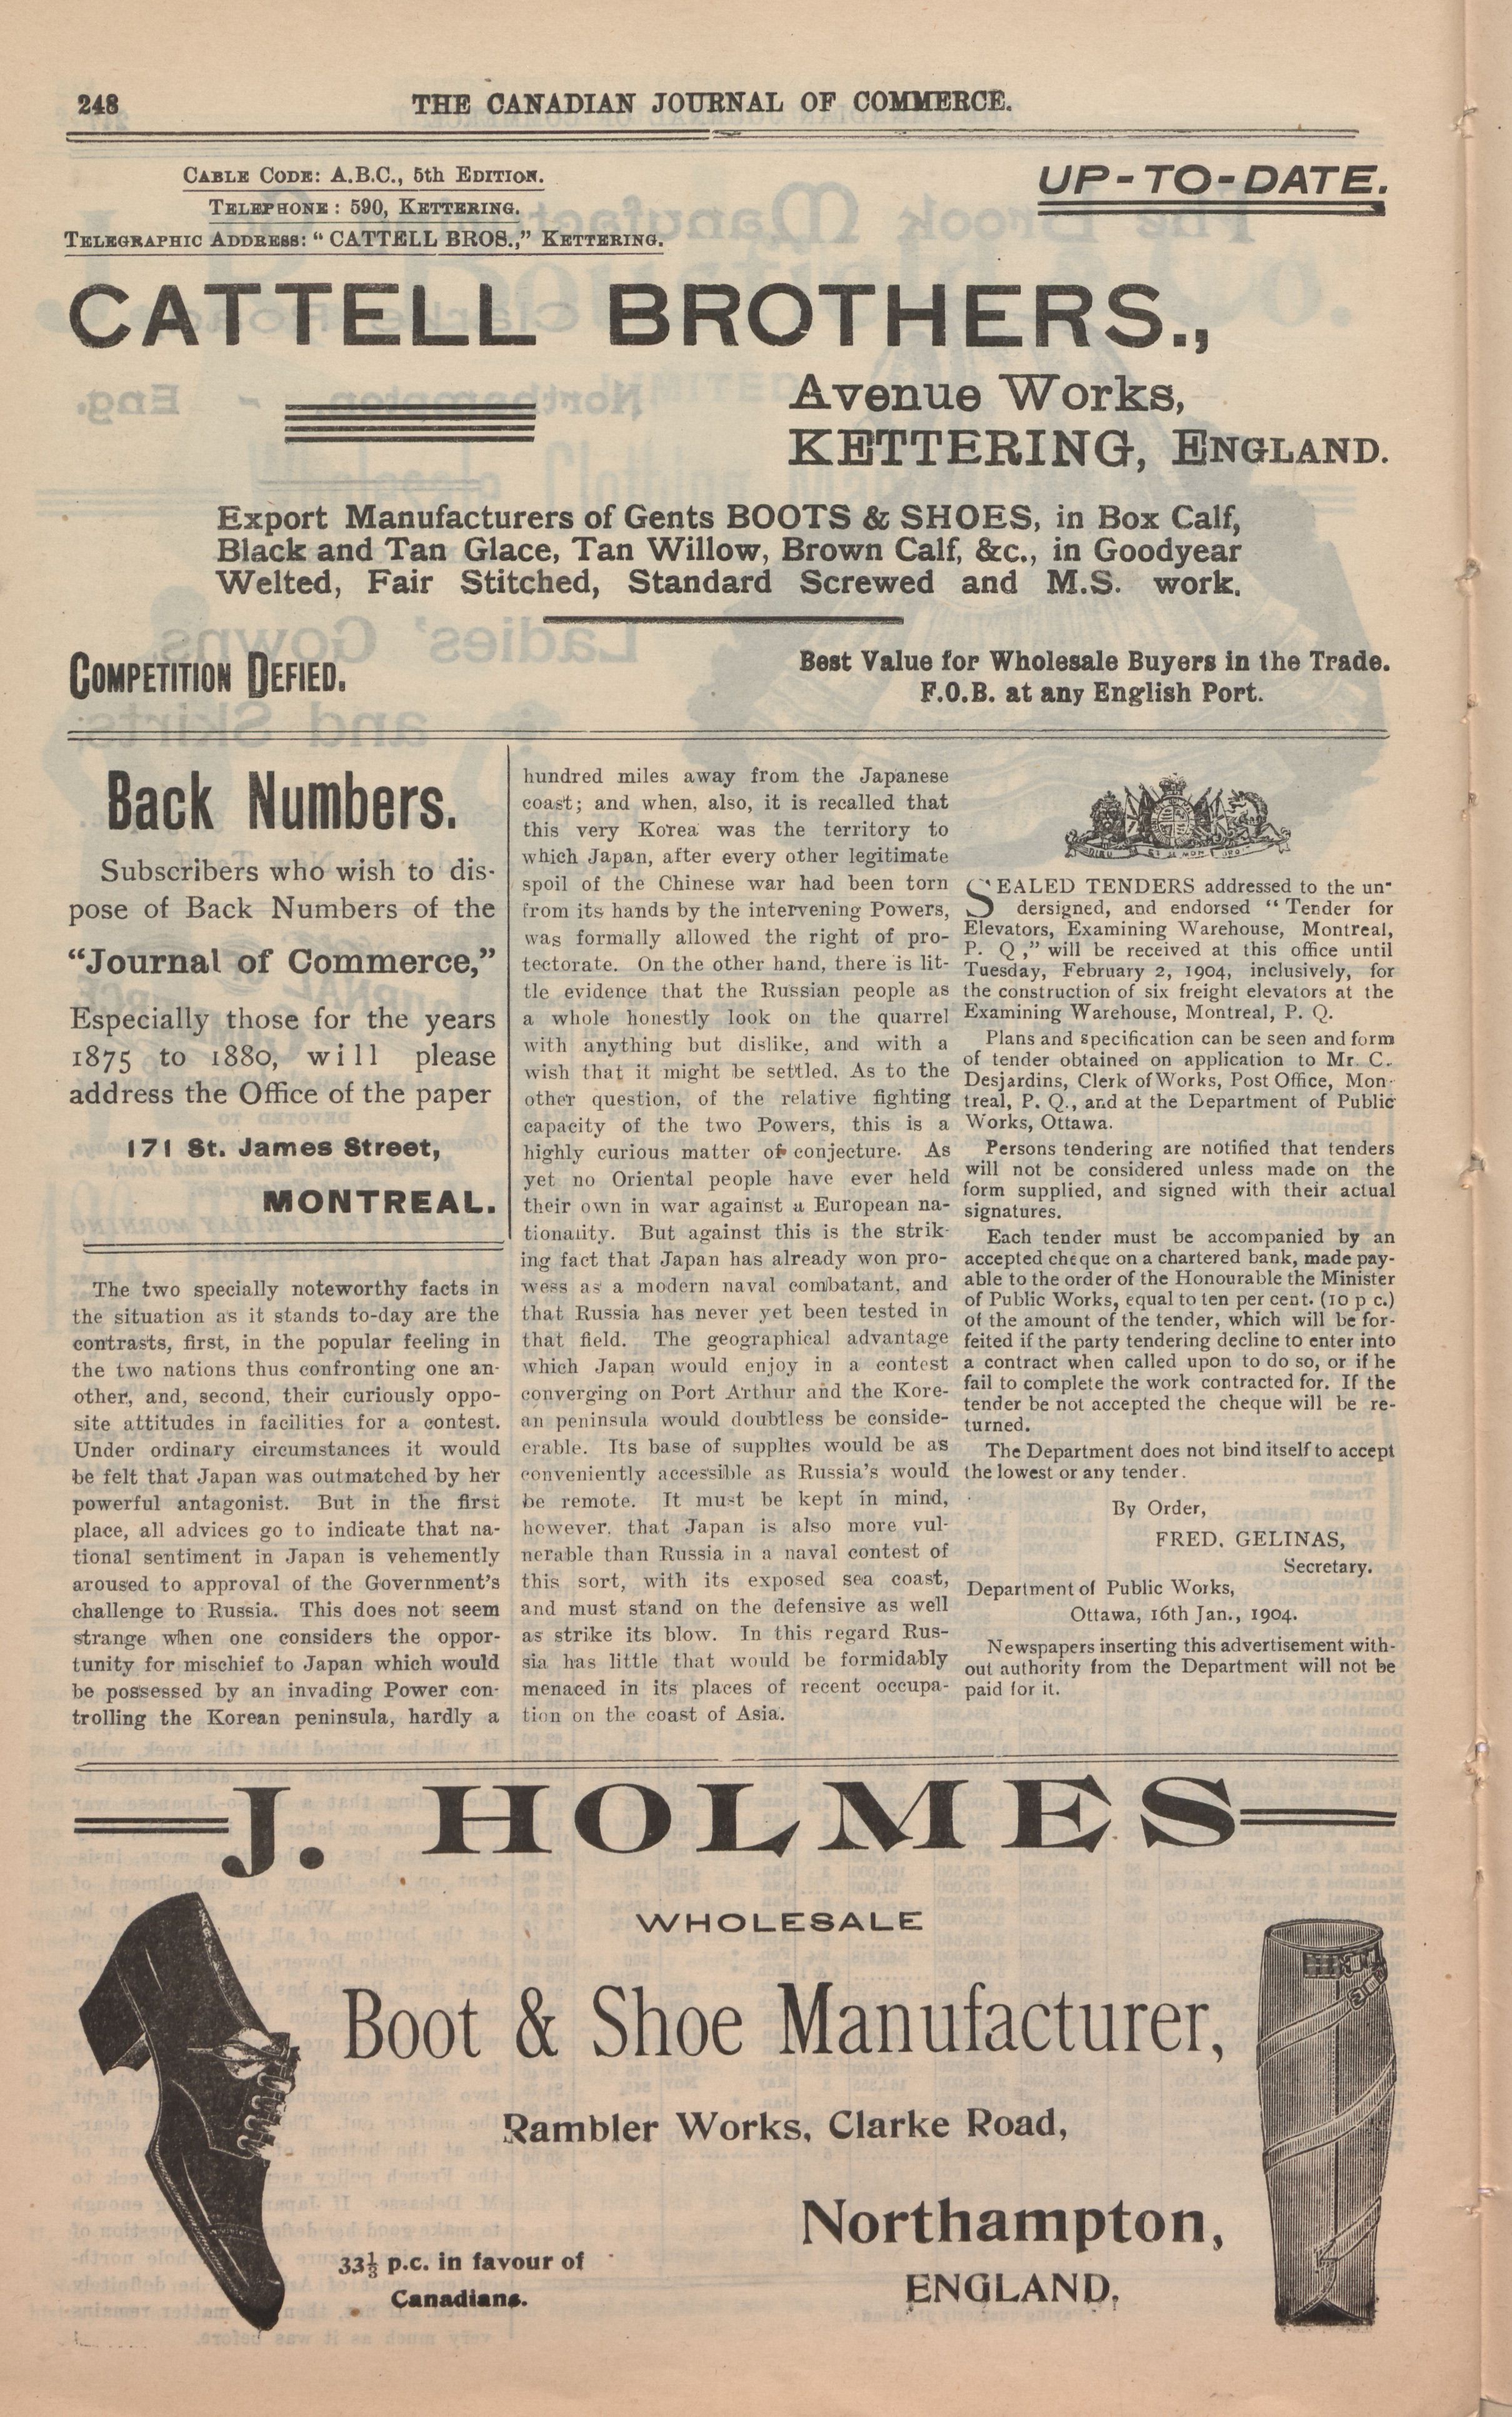 248
THE CANADIAN JOURNAL OF COMMERCE.
CABLE CODE: A.B.C., 5th EDITION.
TELEPHONE: 590, KETTERING.
TELEGRAPHIC ADDRESS: "CATTELL BROS.," KETTERING.
UP-TO-DATE.
CATTELL BROTHERS.,
Avenue Works,
KETTERING, ENGLAND.
Export Manufacturers of Gents BOOTS & SHOES, in Box Calf,
Black and Tan Glace, Tan Willow, Brown Calf, &c., in Goodyear
Welted, Fair Stitched, Standard Screwed and M.S. work.
COMPETITION DEFIED.
Best Value for Wholesale Buyers in the Trade.
F.O.B. at any English Port.
Back Numbers.
Subscribers who wish to dis-
pose of Back Numbers of the
"Journal of Commerce,"
Especially those for the years
1875 to 1880, will please
address the Office of the paper
171 St. James Street,
MONTREAL.
The two specially noteworthy facts in
the situation as it stands to-day are the
contrasts, first, in the popular feeling in
the two nations thus confronting one an-
other, and, second, their curiously oppo-
site attitudes in facilities for a contest.
Under ordinary circumstances it would
be felt that Japan was outmatched by her
powerful antagonist. But in the first
place, all advices go to indicate that na-
tional sentiment in Japan is vehemently
aroused to approval of the Government's
challenge to Russia. This does not seem
strange when one considers the oppor-
tunity for mischief to Japan which would
be possessed by an invading Power con-
trolling the Korean peninsula, hardly a
hundred miles away from the Japanese
coast; and when, also, it is recalled that
this very Korea was the territory to
which Japan, after every other legitimate
spoil of the Chinese war had been torn
from its hands by the intervening Powers,
was formally allowed the right of pro-
tectorate. On the other hand, there is lit-
tle evidence that the Russian people as
a whole honestly look on the quarrel
with anything but dislike, and with a
wish that it might be settled. As to the
other question, of the relative fighting
capacity of the two Powers, this is a
highly curious matter of conjecture. As
yet no Oriental people have ever held
their own in war against a European na-
tionality. But against this is the strik-
ing fact that Japan has already won pro-
wess as a modern naval combatant, and
that Russia has never yet been tested in
that field. The geographical advantage
which Japan would enjoy in a contest
converging on Port Arthur and the Kore-
an peninsula would doubtless be conside-
erable. Its base of supplies would be as
conveniently accessible as Russia's would
be remote. It must be kept in mind,
however, that Japan is also more vul-
nerable than Russia in a naval contest of
this sort, with its exposed sea coast,
and must stand on the defensive as well
as strike its blow. In this regard Rus-
sia has little that would be formidably
menaced in its places of recent occupa-
tion on the coast of Asia.
SEALED TENDERS addressed to the un-
dersigned, and endorsed "Tender for
Elevators, Examining Warehouse, Montreal,
P. Q," will be received at this office until
Tuesday, February 2, 1904, inclusively, for
the construction of six freight elevators at the
Examining Warehouse, Montreal, P. Q.
Plans and specification can be seen and form
of tender obtained on application to Mr. C.
Desjardins, Clerk of Works, Post Office, Mon-
treal, P. Q., and at the Department of Public
Works, Ottawa.
Persons tendering are notified that tenders
will not be considered unless made on the
form supplied, and signed with their actual
signatures.
Each tender must be accompanied by an
accepted cheque on a chartered bank, made pay-
able to the order of the Honourable the Minister
of Public Works, equal to ten per cent. (10 p c.)
of the amount of the tender, which will be for-
feited if the party tendering decline to enter into
a contract when called upon to do so, or if he
fail to complete the work contracted for. If the
tender be not accepted the cheque will be re-
turned.
The Department does not bind itself to accept
the lowest or any tender.
By Order,
FRED. GELINAS,
Secretary.
Department of Public Works,
Ottawa, 16th Jan., 1904.
Newspapers inserting this advertisement with-
out authority from the Department will not be
paid for it.
J. HOLMES
WHOLESALE
Boot & Shoe Manufacturer,
Rambler Works, Clarke Road,
Northampton,
ENGLAND.
33⅓ p.c. in favour of
Canadians.